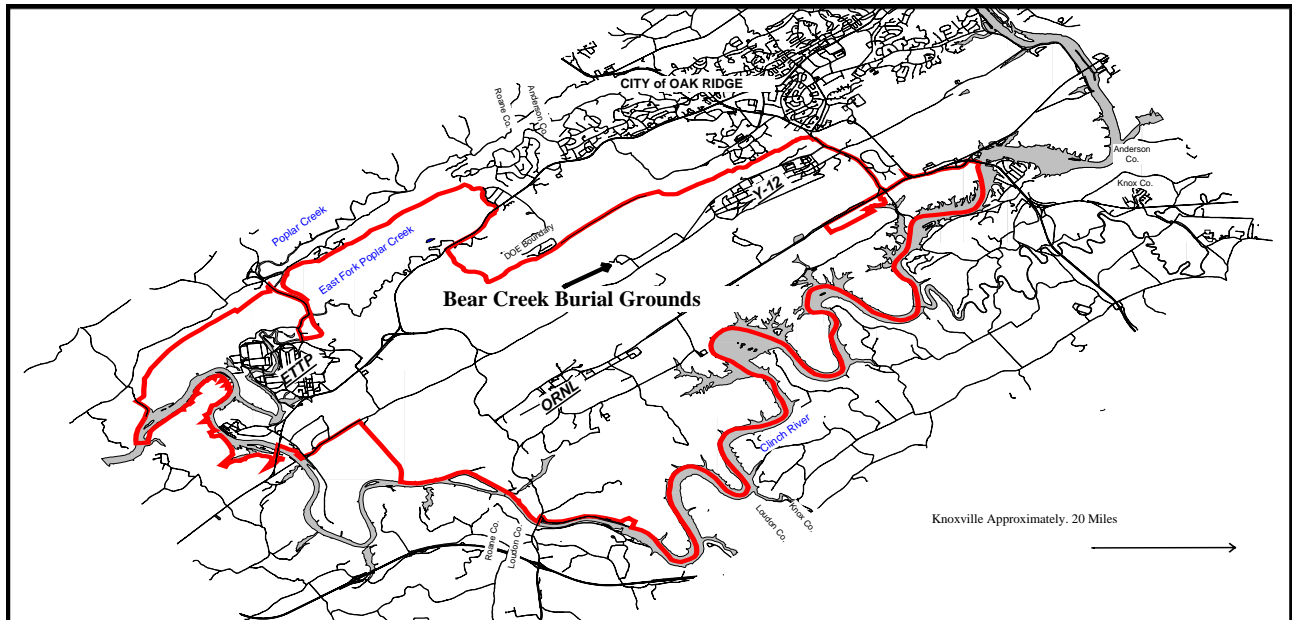 CITY of OAK RIDGE
Roane Co.
Anderson Co.
Anderson
Co.
Knox Co.
Y-12
Poplar Creek
East Fork Poplar Creek
DOE Boundary
Bear Creek Burial Grounds
ETTP
ORNL
Clinch River
Knox Co.
Loudon Co.
Knoxville Approximately. 20 Miles
Roane Co.
Loudon Co.